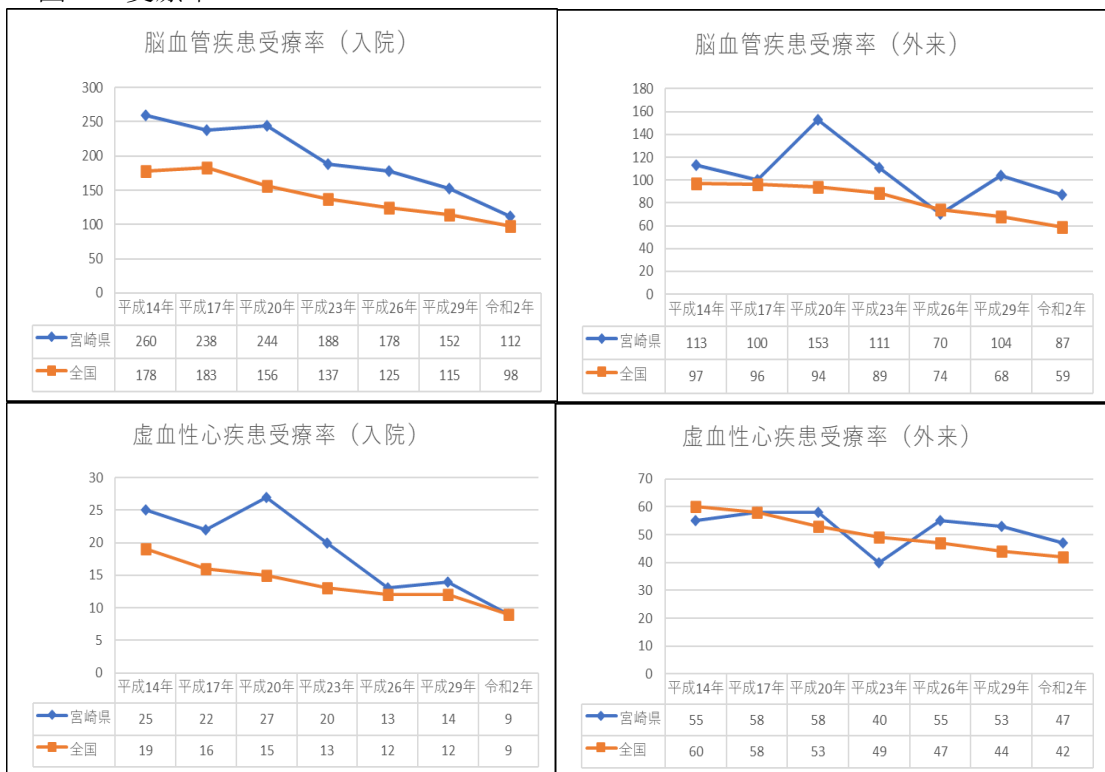 脳血管疾患受療率（入院）
300
250
200
150
100
50
0
平成14年 平成17年 平成20年 平成23年 平成26年 平成29年 令和2年
宮崎県 260 238 244 188 178 152 112
全国 178 183 156 137 125 115 98
脳血管疾患受療率（外来）
180
160
140
120
100
80
60
40
20
0
平成14年 平成17年 平成20年 平成23年 平成26年 平成29年 令和2年
宮崎県 113 100 153 111 70 104 87
全国 97 96 94 89 74 68 59
虚血性心疾患受療率（入院）
30
25
20
15
10
5
0
平成14年 平成17年 平成20年 平成23年 平成26年 平成29年 令和2年
宮崎県 25 22 27 20 13 14 9
全国 19 16 15 13 12 12 9
虚血性心疾患受療率（外来）
70
60
50
40
30
20
10
0
平成14年 平成17年 平成20年 平成23年 平成26年 平成29年 令和2年
宮崎県 55 58 58 40 55 53 47
全国 60 58 53 49 47 44 42